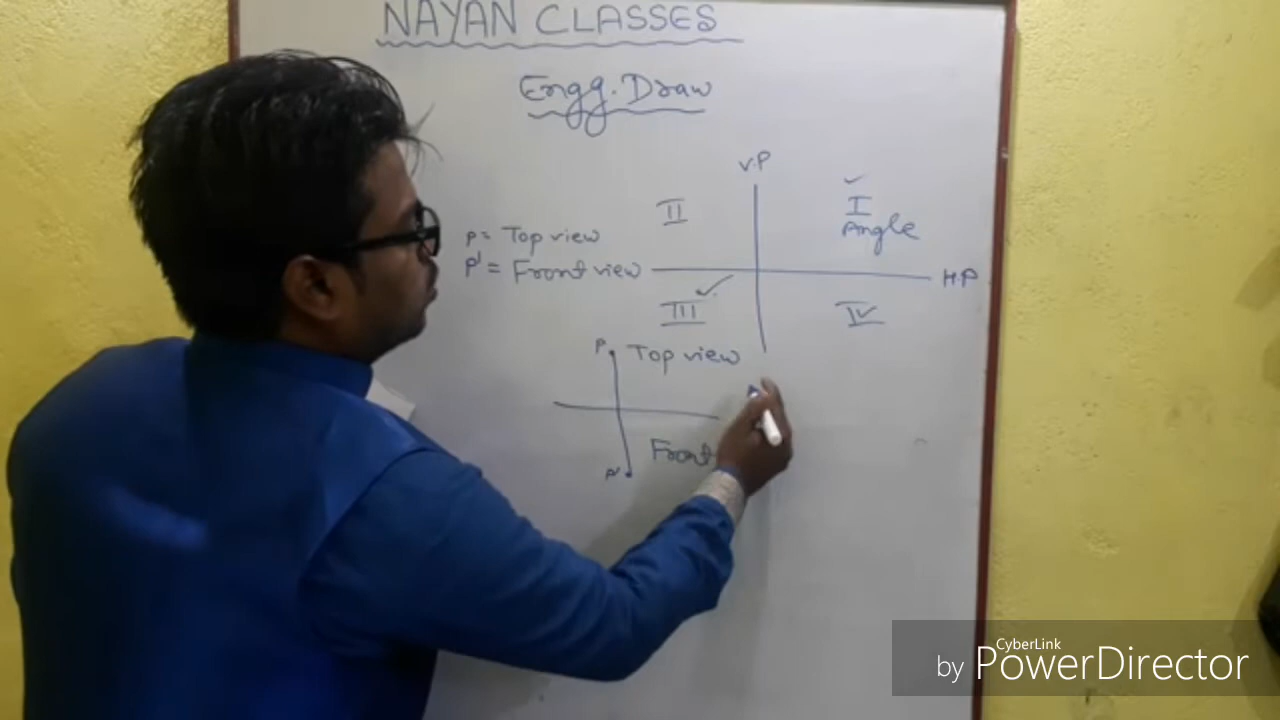 NAYAN CLASSES
Engg. Draw
V.P
II
I
Angle
P = Top view
P' = Front view
H.P
III
IV
P
Top view
Front
P'
CyberLink
by PowerDirector